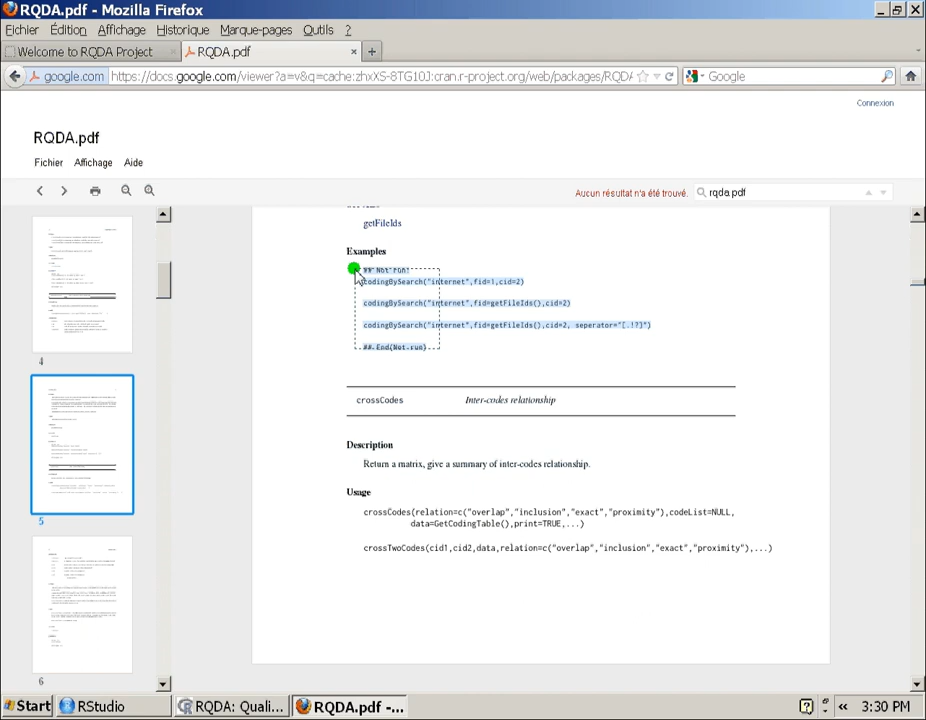 RQDA.pdf - Mozilla Firefox
Fichier Édition Affichage Historique Marque-pages Outils ?
Welcome to RQDA Project × RQDA.pdf × +
google.com https://docs.google.com/viewer?a=v&q=cache:zhxXS-8TG10J:cran.r-project.org/web/packages/RQDA Google
Connexion
RQDA.pdf
Fichier Affichage Aide
Aucun résultat n'a été trouvé. rqda.pdf
getFileIds
Examples
## Not run:
codingBySearch("internet",fid=1,cid=2)
codingBySearch("internet",fid=getFileIds(),cid=2)
codingBySearch("internet",fid=getFileIds(),cid=2, seperator="[.!?]")
## End(Not run)
crossCodes Inter-codes relationship
Description
Return a matrix, give a summary of inter-codes relationship.
Usage
crossCodes(relation=c("overlap","inclusion","exact","proximity"),codeList=NULL,
data=GetCodingTable(),print=TRUE,...)
crossTwoCodes(cid1,cid2,data,relation=c("overlap","inclusion","exact","proximity"),...)
4
5
6
Start RStudio RQDA: Quali... RQDA.pdf -... ? « 3:30 PM